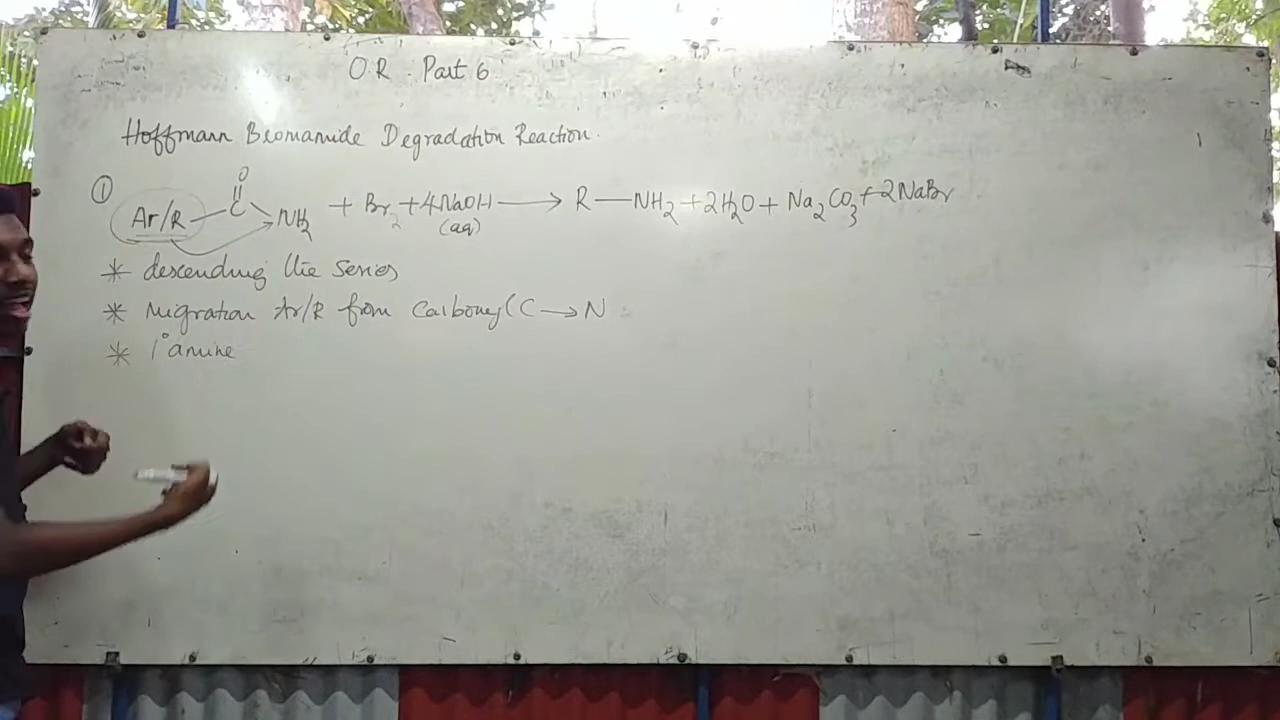 O R . Part 6
Hoffmann Bromamide Degradation Reaction.
① Ar/R — C(=O) — NH₂ + Br₂ + 4NaOH (aq) ⟶ R — NH₂ + 2H₂O + Na₂CO₃ + 2NaBr
* descending the series
* Migration Ar/R from Carbonyl C → N
* 1° amine